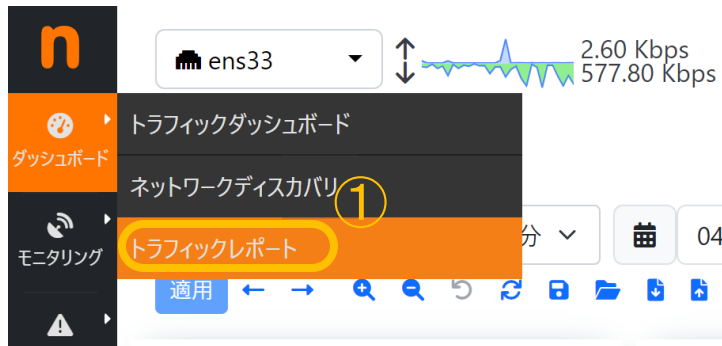 n
ens33
2.60 Kbps
577.80 Kbps
ダッシュボード
トラフィックダッシュボード
ネットワークディスカバリ
①
モニタリング
トラフィックレポート
分
04
適用